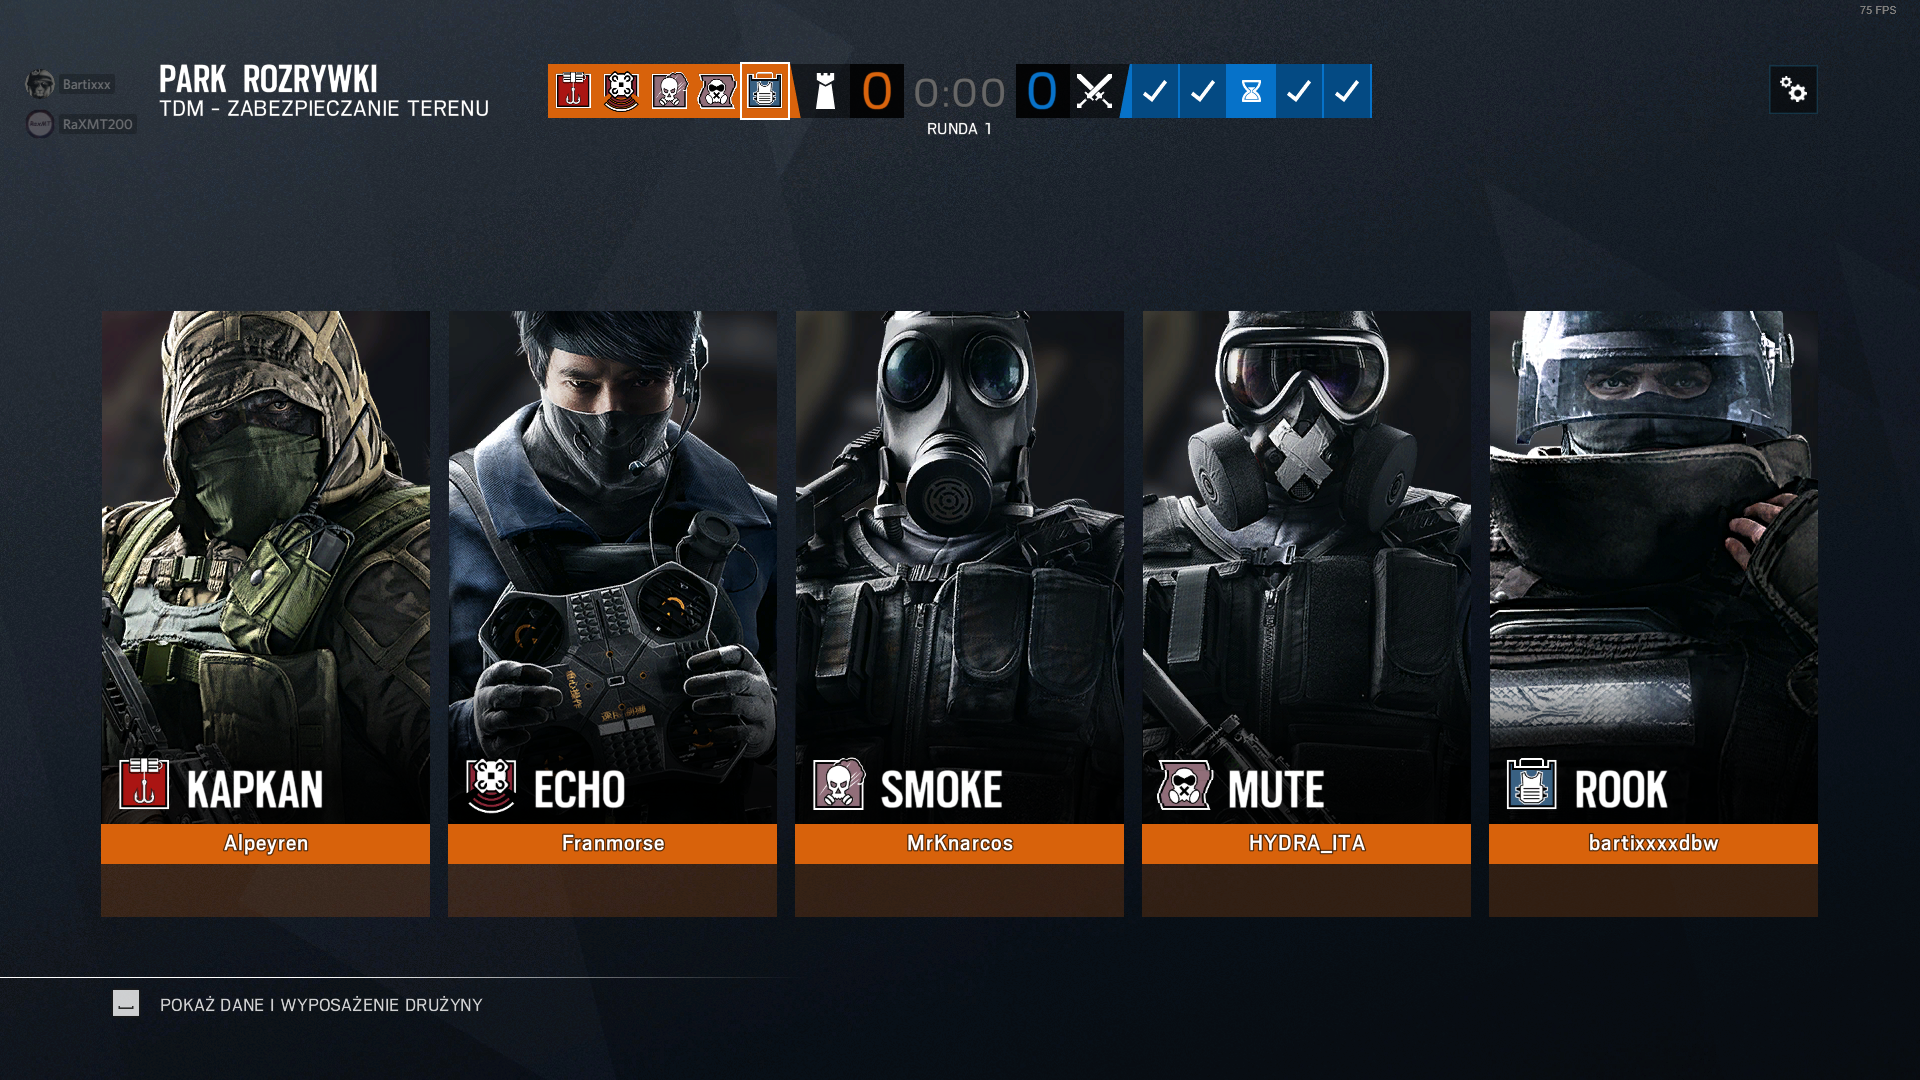 75 FPS
Bartixxx
RaXMT200
PARK ROZRYWKI
TDM - ZABEZPIECZANIE TERENU
0
0:00
0
RUNDA 1
KAPKAN
Alpeyren
ECHO
Franmorse
SMOKE
MrKnarcos
MUTE
HYDRA_ITA
ROOK
bartixxxxdbw
POKAŻ DANE I WYPOSAŻENIE DRUŻYNY